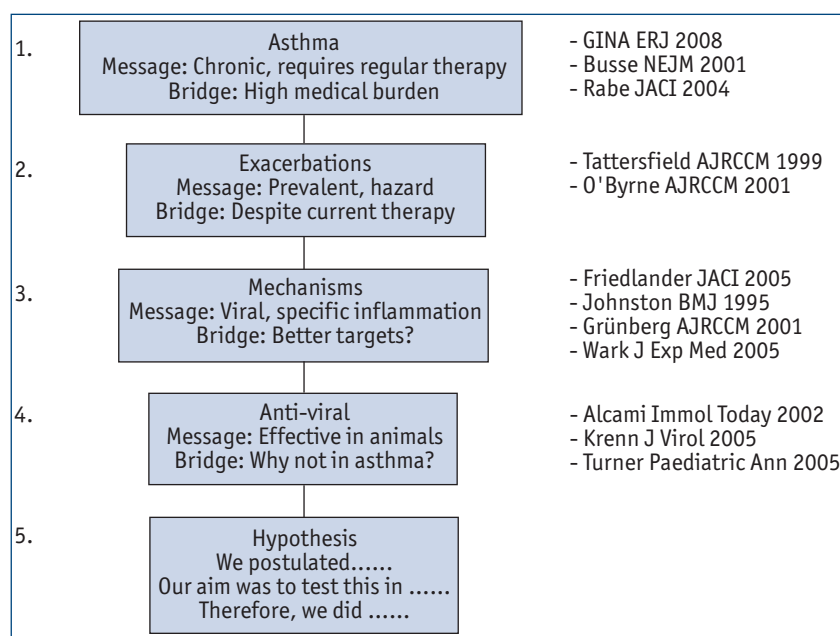 1.
Asthma
Message: Chronic, requires regular therapy
Bridge: High medical burden
- GINA ERJ 2008
- Busse NEJM 2001
- Rabe JACI 2004
2.
Exacerbations
Message: Prevalent, hazard
Bridge: Despite current therapy
- Tattersfield AJRCCM 1999
- O'Byrne AJRCCM 2001
3.
Mechanisms
Message: Viral, specific inflammation
Bridge: Better targets?
- Friedlander JACI 2005
- Johnston BMJ 1995
- Grünberg AJRCCM 2001
- Wark J Exp Med 2005
4.
Anti-viral
Message: Effective in animals
Bridge: Why not in asthma?
- Alcami Immol Today 2002
- Krenn J Virol 2005
- Turner Paediatric Ann 2005
5.
Hypothesis
We postulated......
Our aim was to test this in ......
Therefore, we did ......